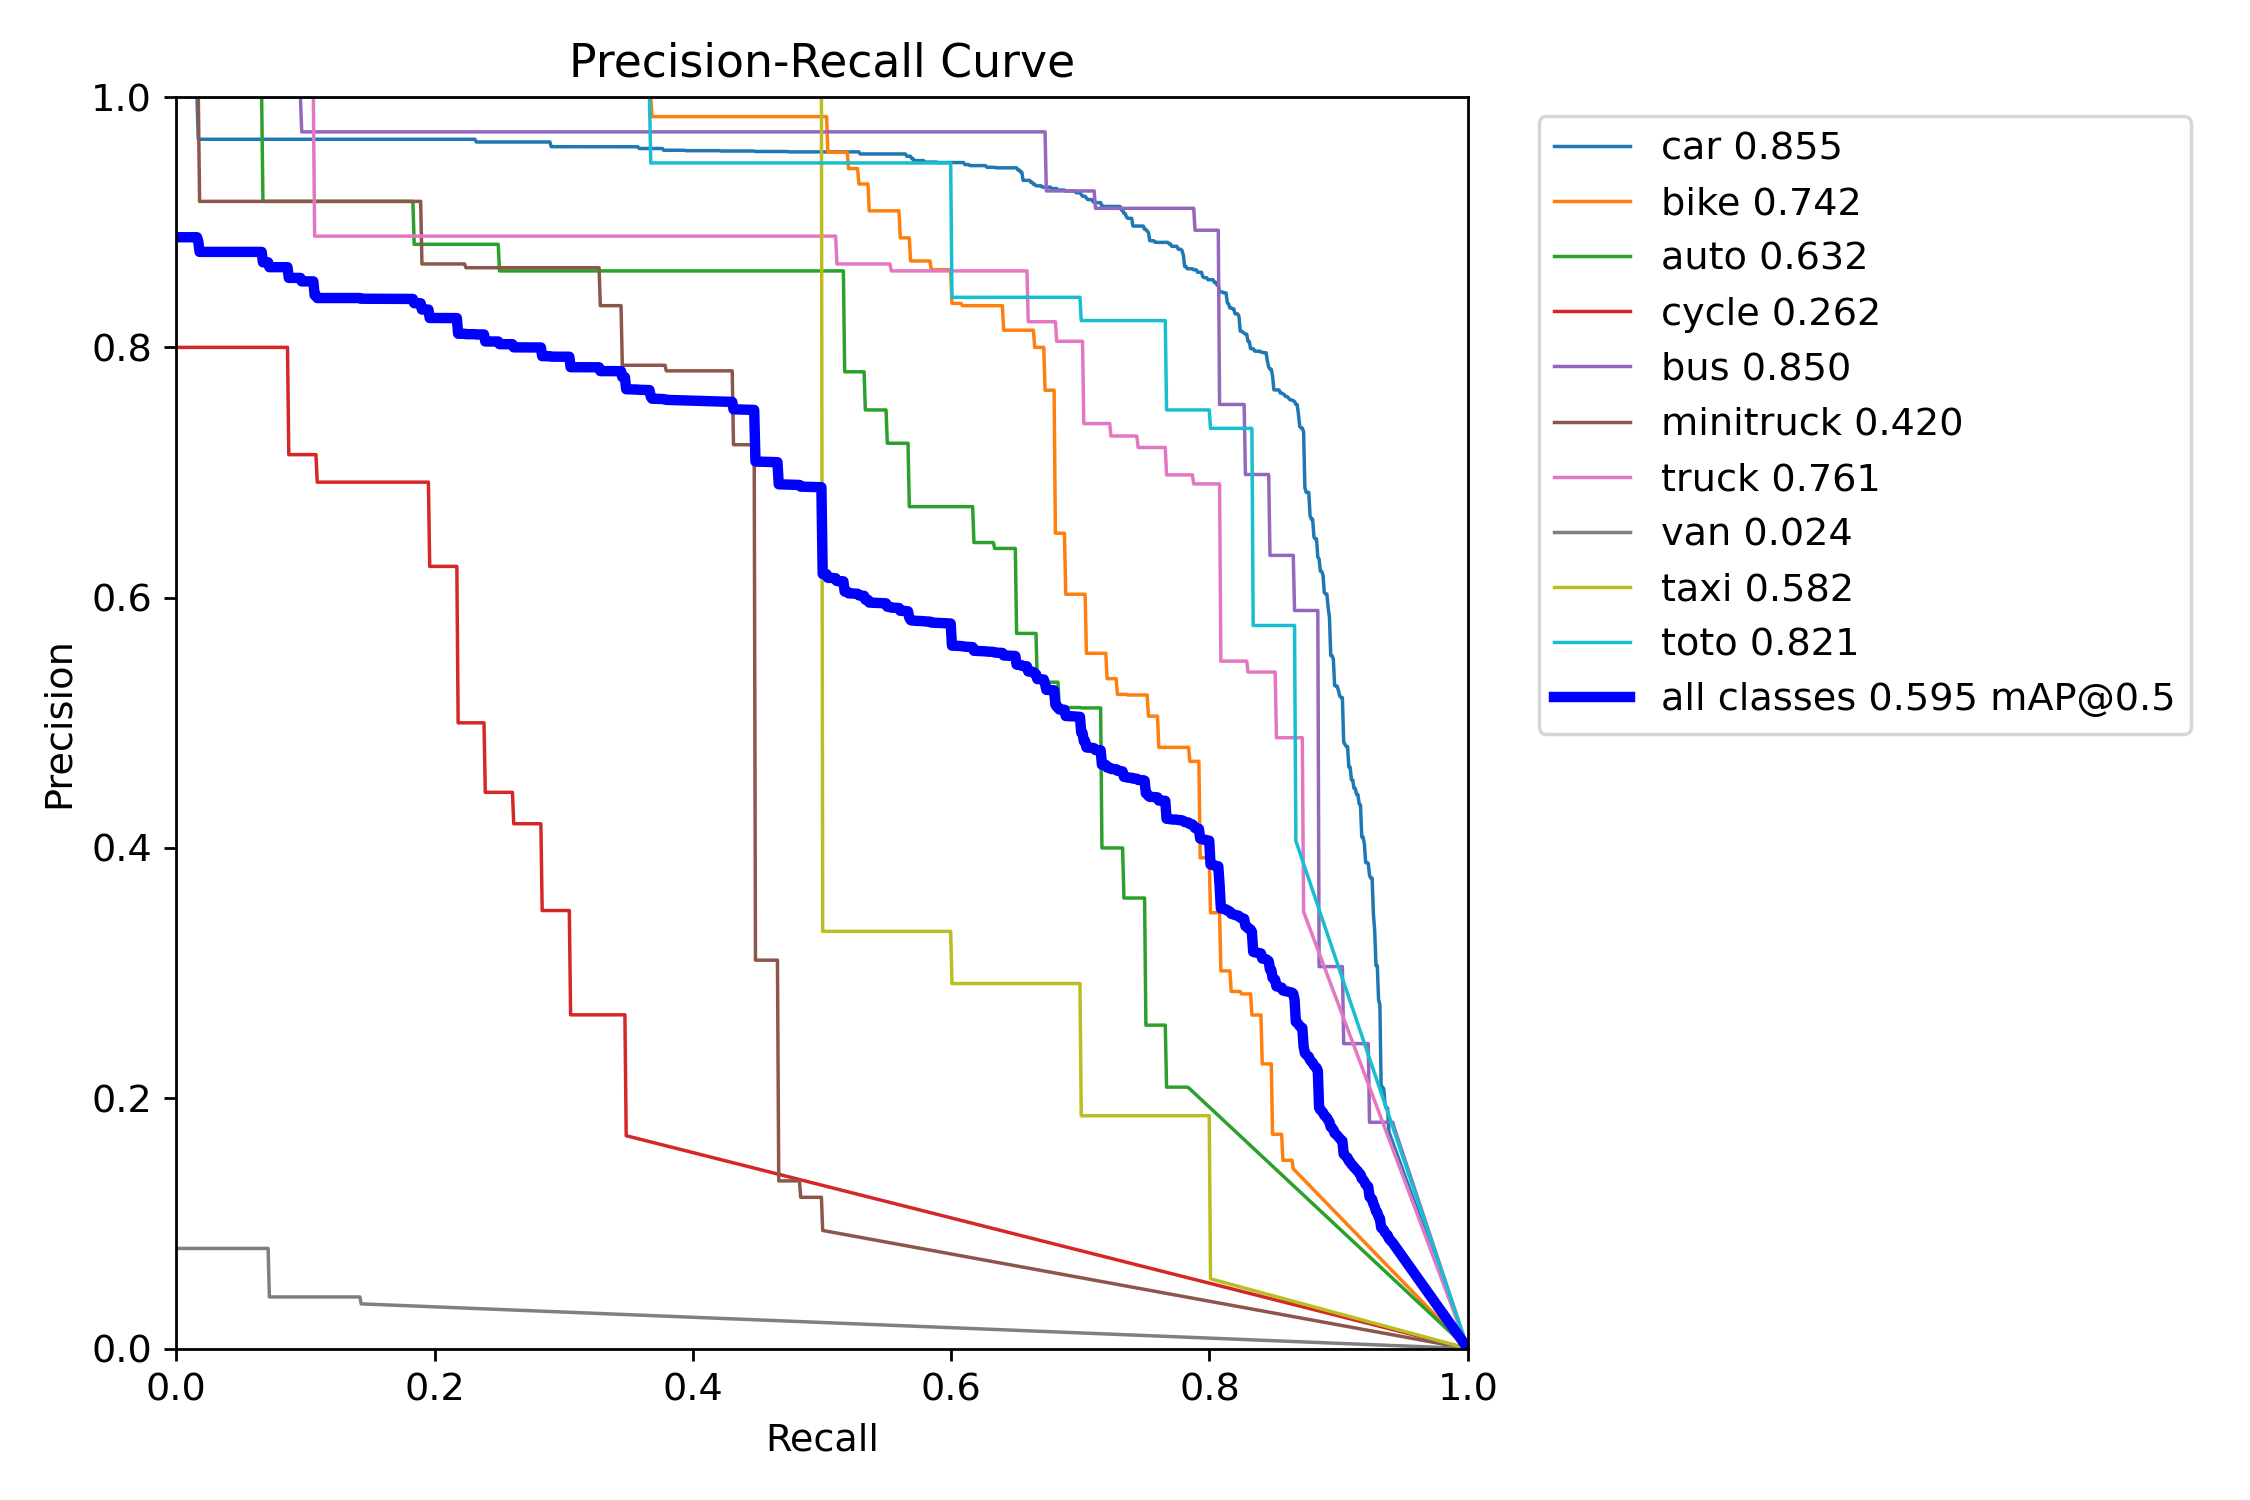 Precision-Recall Curve
1.0
0.8
0.6
0.4
0.2
0.0
Precision
0.0 0.2 0.4 0.6 0.8 1.0
Recall
car 0.855
bike 0.742
auto 0.632
cycle 0.262
bus 0.850
minitruck 0.420
truck 0.761
van 0.024
taxi 0.582
toto 0.821
all classes 0.595 mAP@0.5